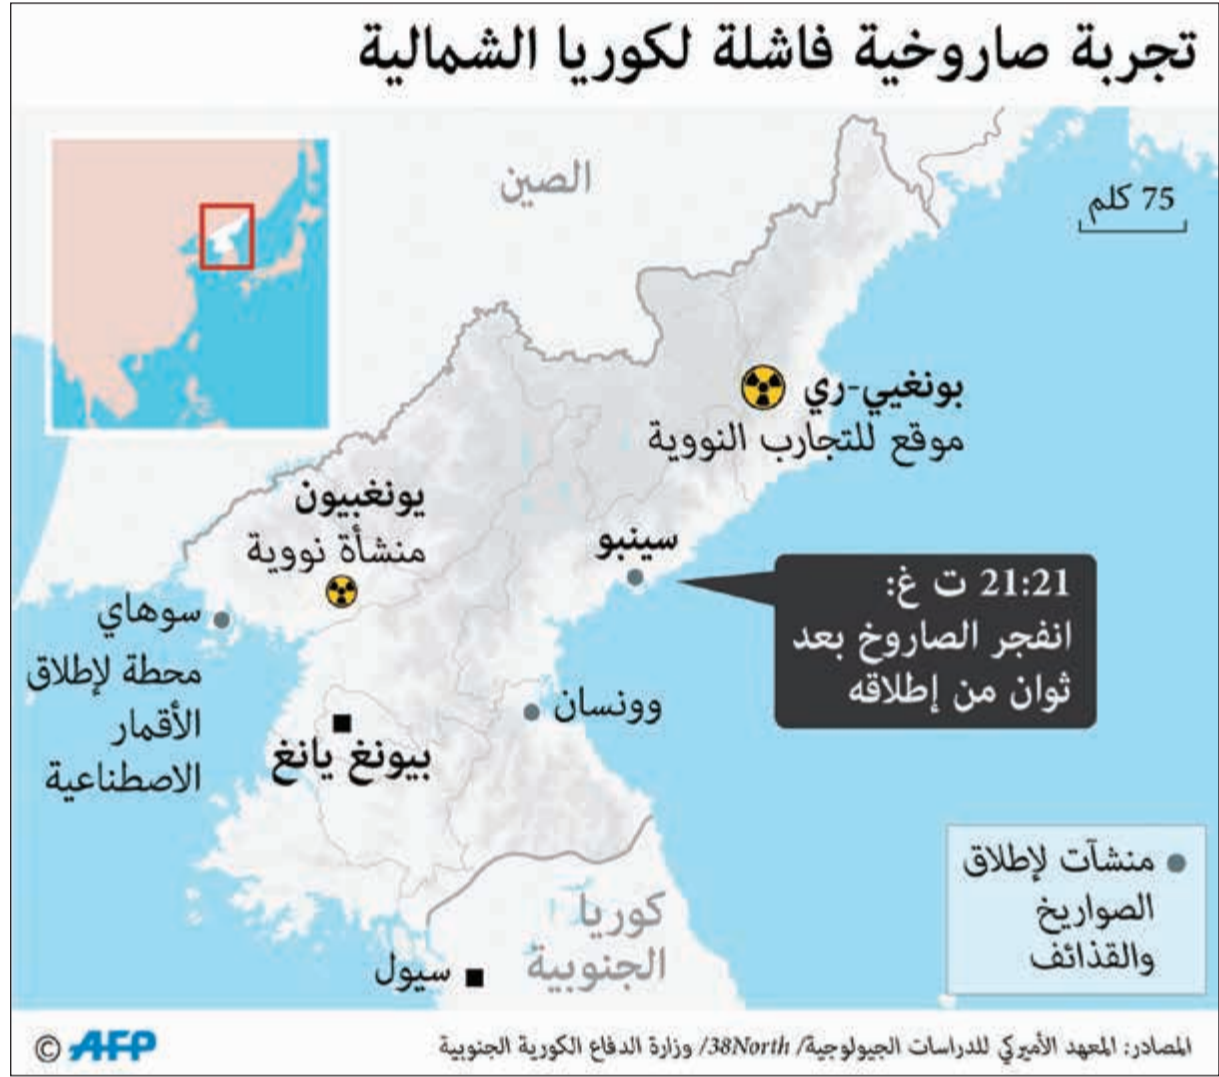 تجربة صاروخية فاشلة لكوريا الشمالية
الصين
75 كلم
بونغيي-ري
موقع للتجارب النووية
يونغبيون
منشأة نووية
سينبو
21:21 ت غ:
انفجر الصاروخ بعد
ثوان من إطلاقه
سوهاي
محطة لإطلاق
الأقمار
الاصطناعية
وونسان
بيونغ يانغ
منشآت لإطلاق
الصواريخ
والقذائف
كوريا
الجنوبية
سيول
المصادر: المعهد الأميركي للدراسات الجيولوجية/ 38North/ وزارة الدفاع الكورية الجنوبية
© AFP